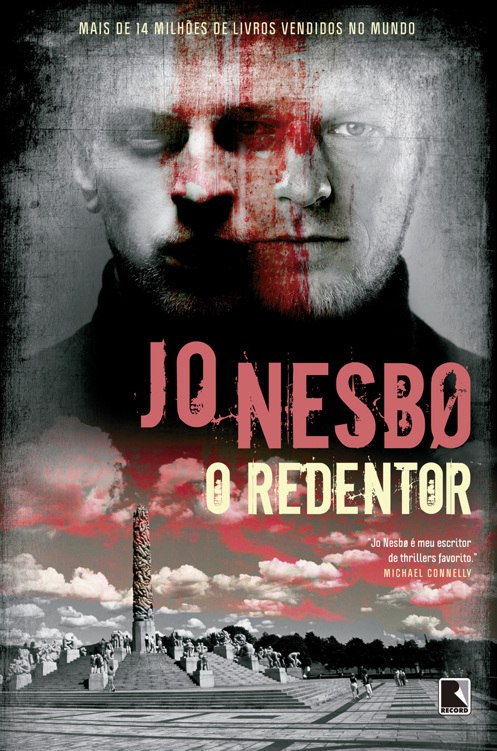 MAIS DE 14 MILHÕES DE LIVROS VENDIDOS NO MUNDO
JO NESBØ
O REDENTOR
"Jo Nesbø é meu escritor
de thrillers favorito."
MICHAEL CONNELLY
R
RECORD